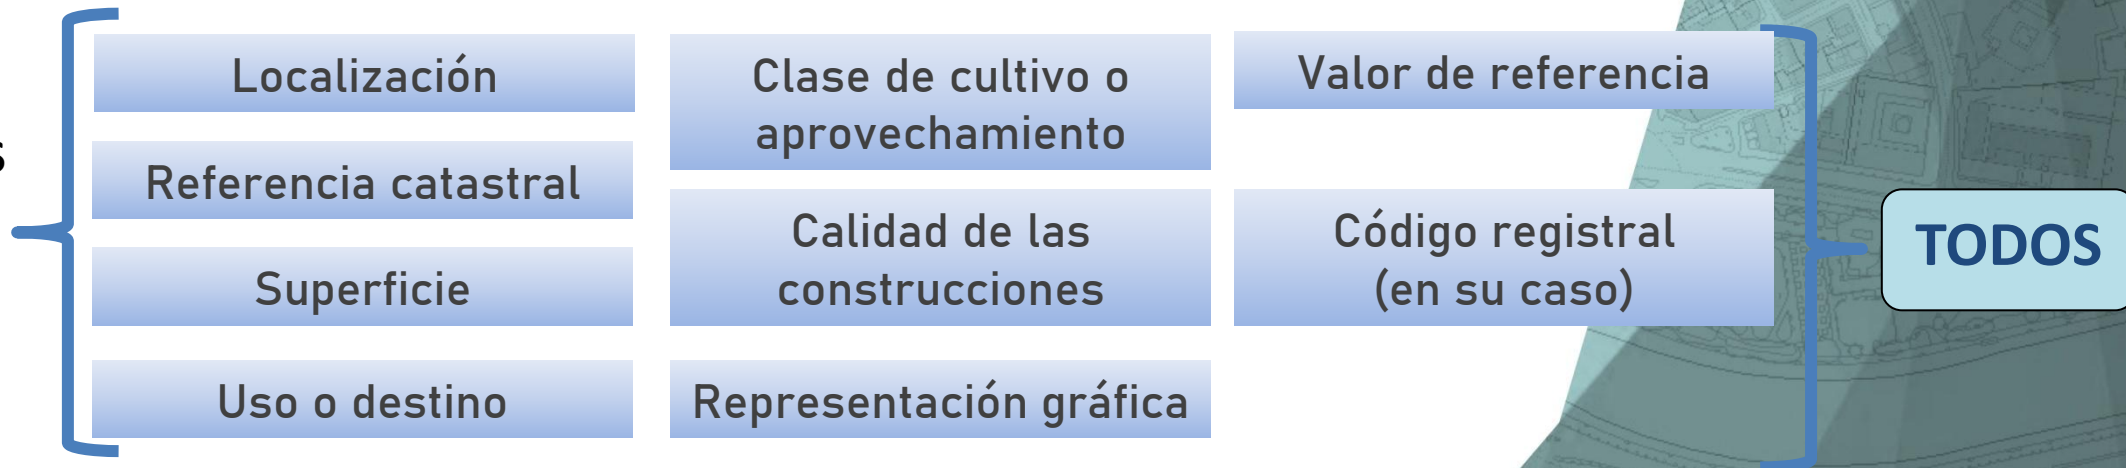 Localización
Referencia catastral
Superficie
Uso o destino
Clase de cultivo o
aprovechamiento
Calidad de las
construcciones
Representación gráfica
Valor de referencia
Código registral
(en su caso)
TODOS